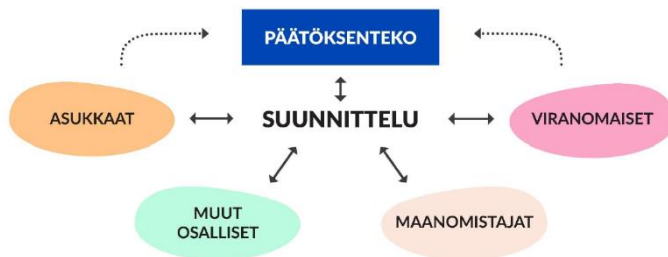 PÄÄTÖKSENTEKO
ASUKKAAT
SUUNNITTELU
VIRANOMAISET
MUUT
OSALLISET
MAANOMISTAJAT